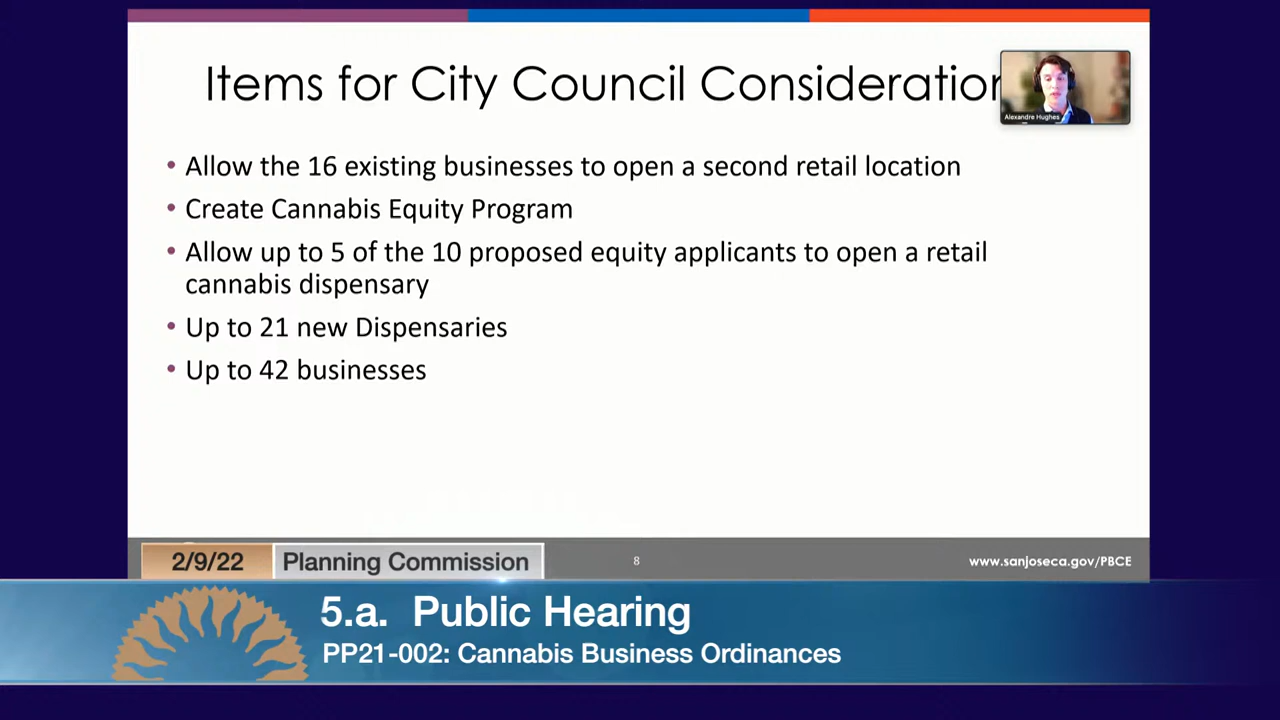 Items for City Council Consideration
Alexandre Hughes
• Allow the 16 existing businesses to open a second retail location
• Create Cannabis Equity Program
• Allow up to 5 of the 10 proposed equity applicants to open a retail
cannabis dispensary
• Up to 21 new Dispensaries
• Up to 42 businesses
2/9/22
Planning Commission
8
www.sanjoseca.gov/PBCE
5.a. Public Hearing
PP21-002: Cannabis Business Ordinances